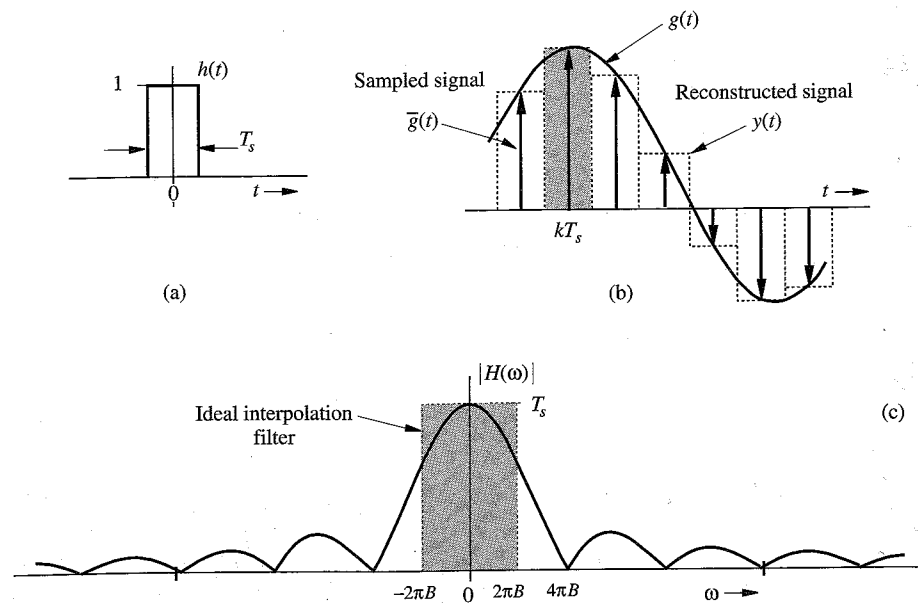 h(t)
1
T_s
0
t
(a)
g(t)
Sampled signal
Reconstructed signal
g̅(t)
y(t)
t
kT_s
(b)
|H(ω)|
T_s
(c)
Ideal interpolation
filter
−2πB
0
2πB
4πB
ω